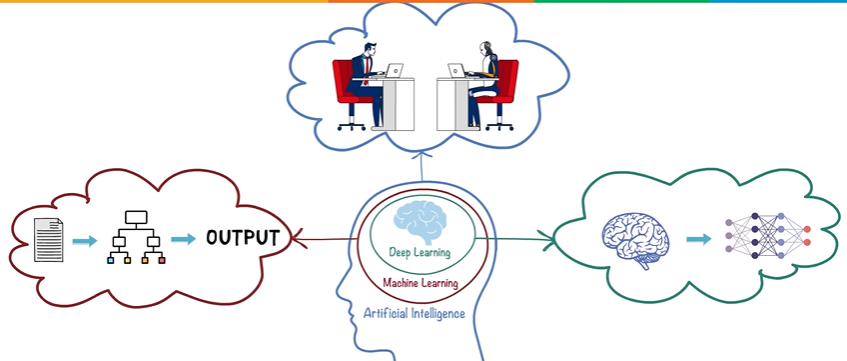 OUTPUT
Deep Learning
Machine Learning
Artificial Intelligence